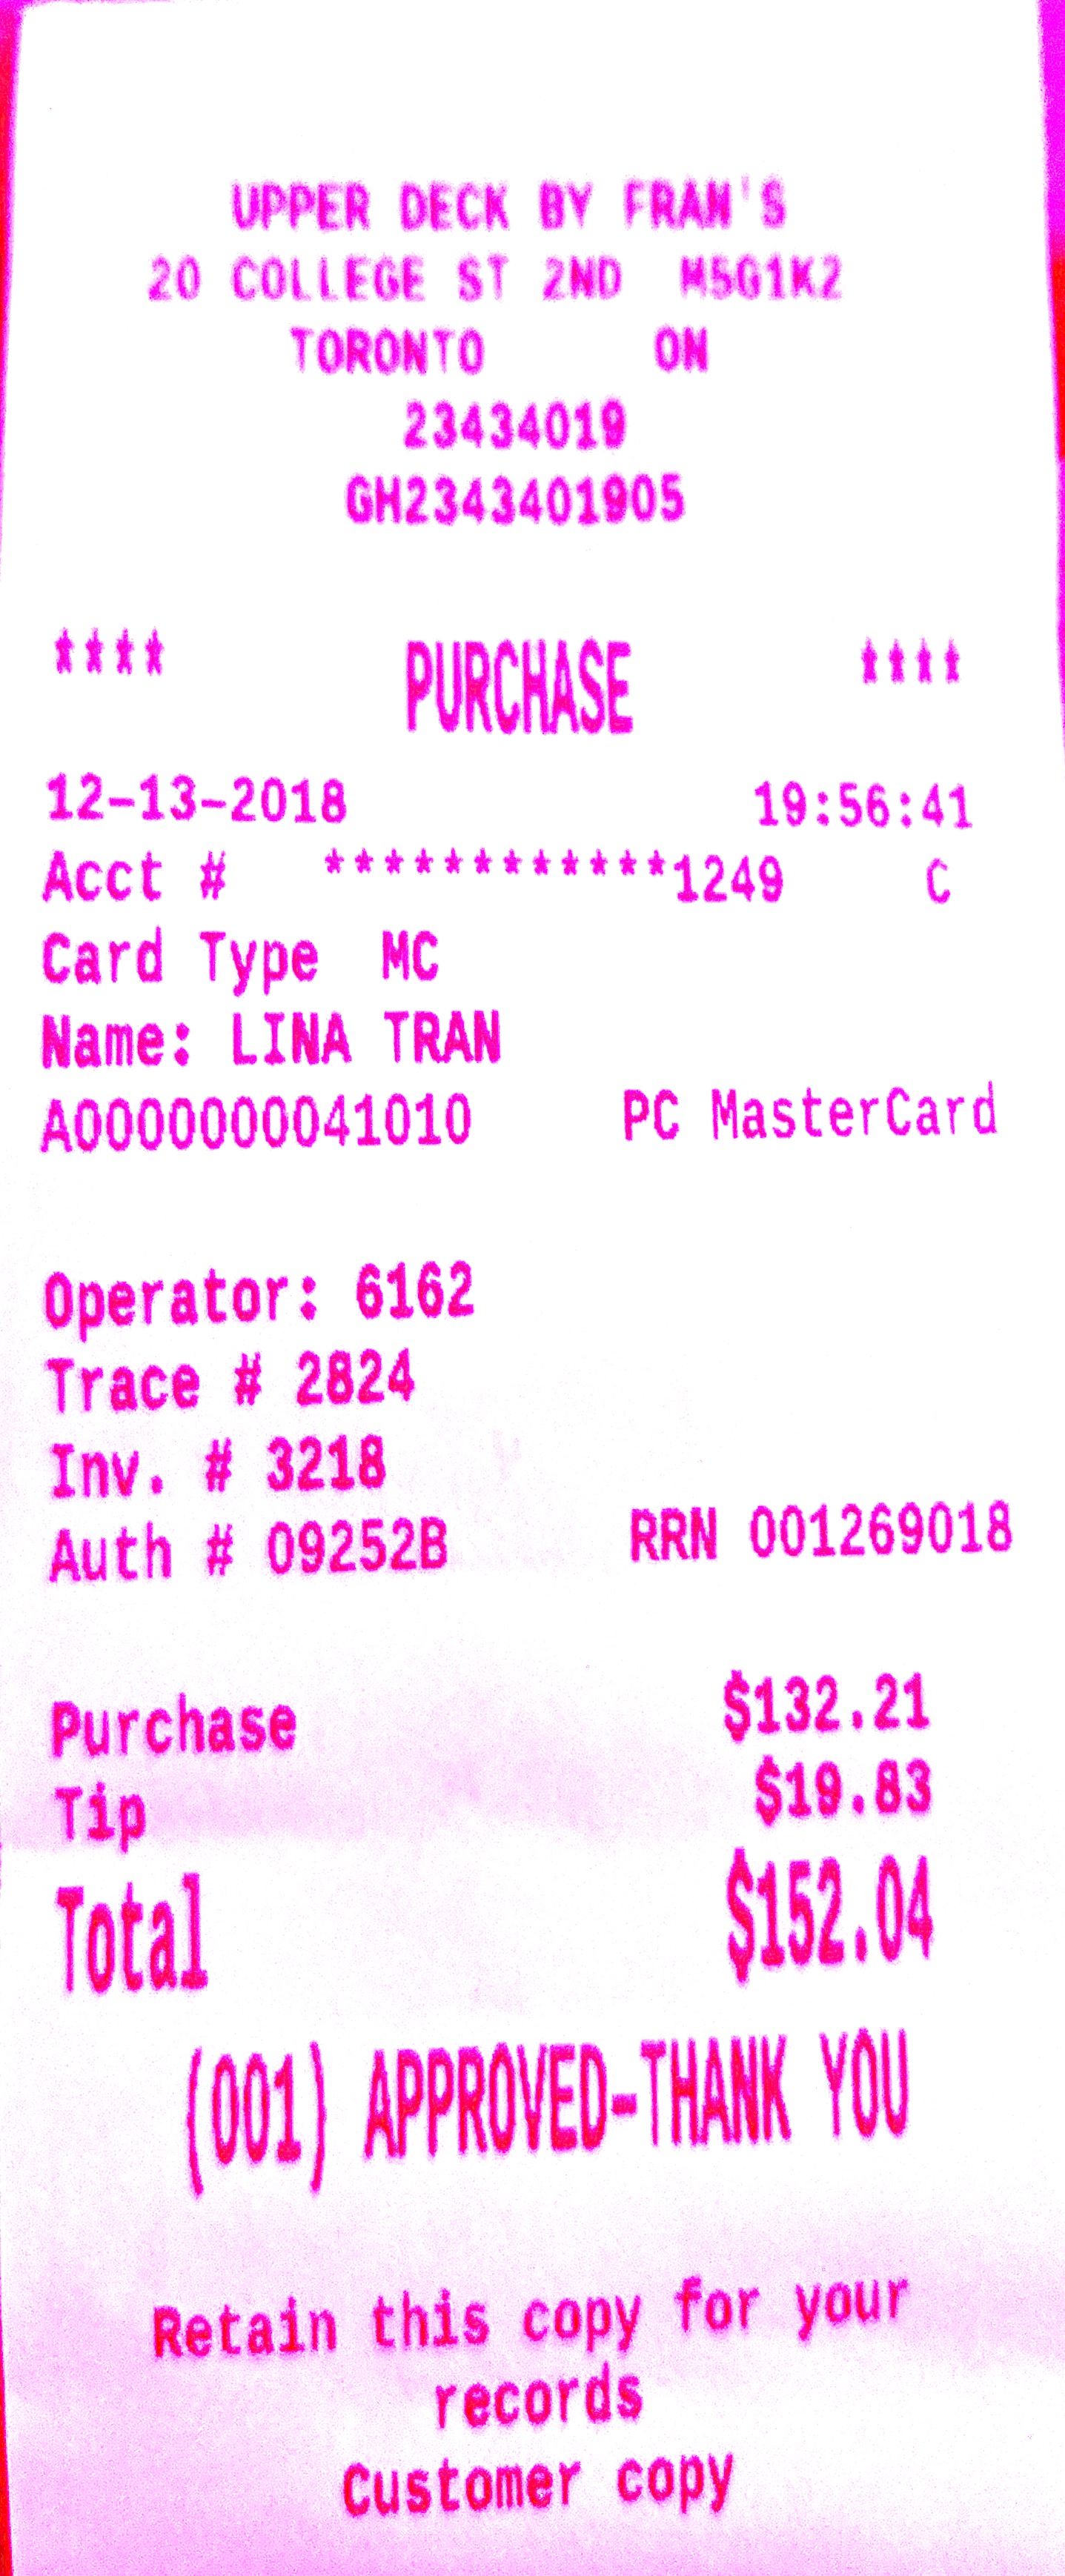 UPPER DECK BY FRAN'S
20 COLLEGE ST 2ND M5G1K2
TORONTO ON
23434019
GH2343401905
**** PURCHASE ****
12-13-2018 19:56:41
Acct # ************1249 C
Card Type MC
Name: LINA TRAN
A0000000041010 PC MasterCard
Operator: 6162
Trace # 2824
Inv. # 3218
Auth # 09252B RRN 001269018
Purchase $132.21
Tip $19.83
Total $152.04
(001) APPROVED-THANK YOU
Retain this copy for your
records
Customer copy